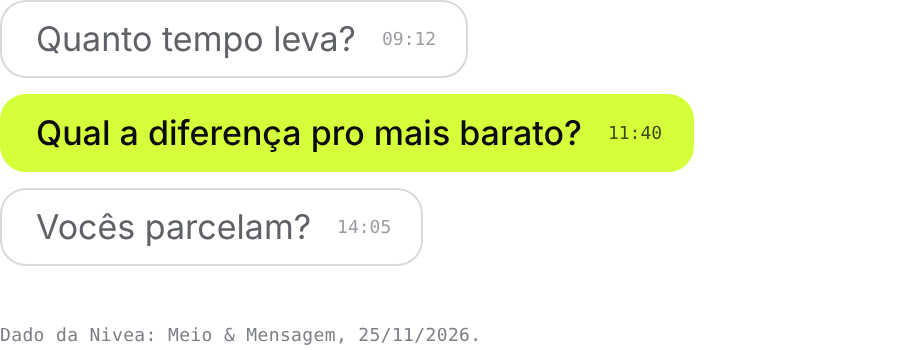 Quanto tempo leva? 09:12
Qual a diferença pro mais barato? 11:40
Vocês parcelam? 14:05
Dado da Nivea: Meio & Mensagem, 25/11/2026.